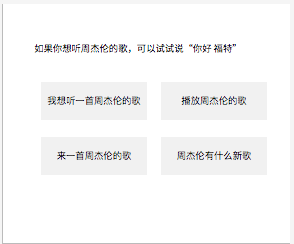 如果你想听周杰伦的歌，可以试试说“你好 福特”
我想听一首周杰伦的歌
播放周杰伦的歌
来一首周杰伦的歌
周杰伦有什么新歌